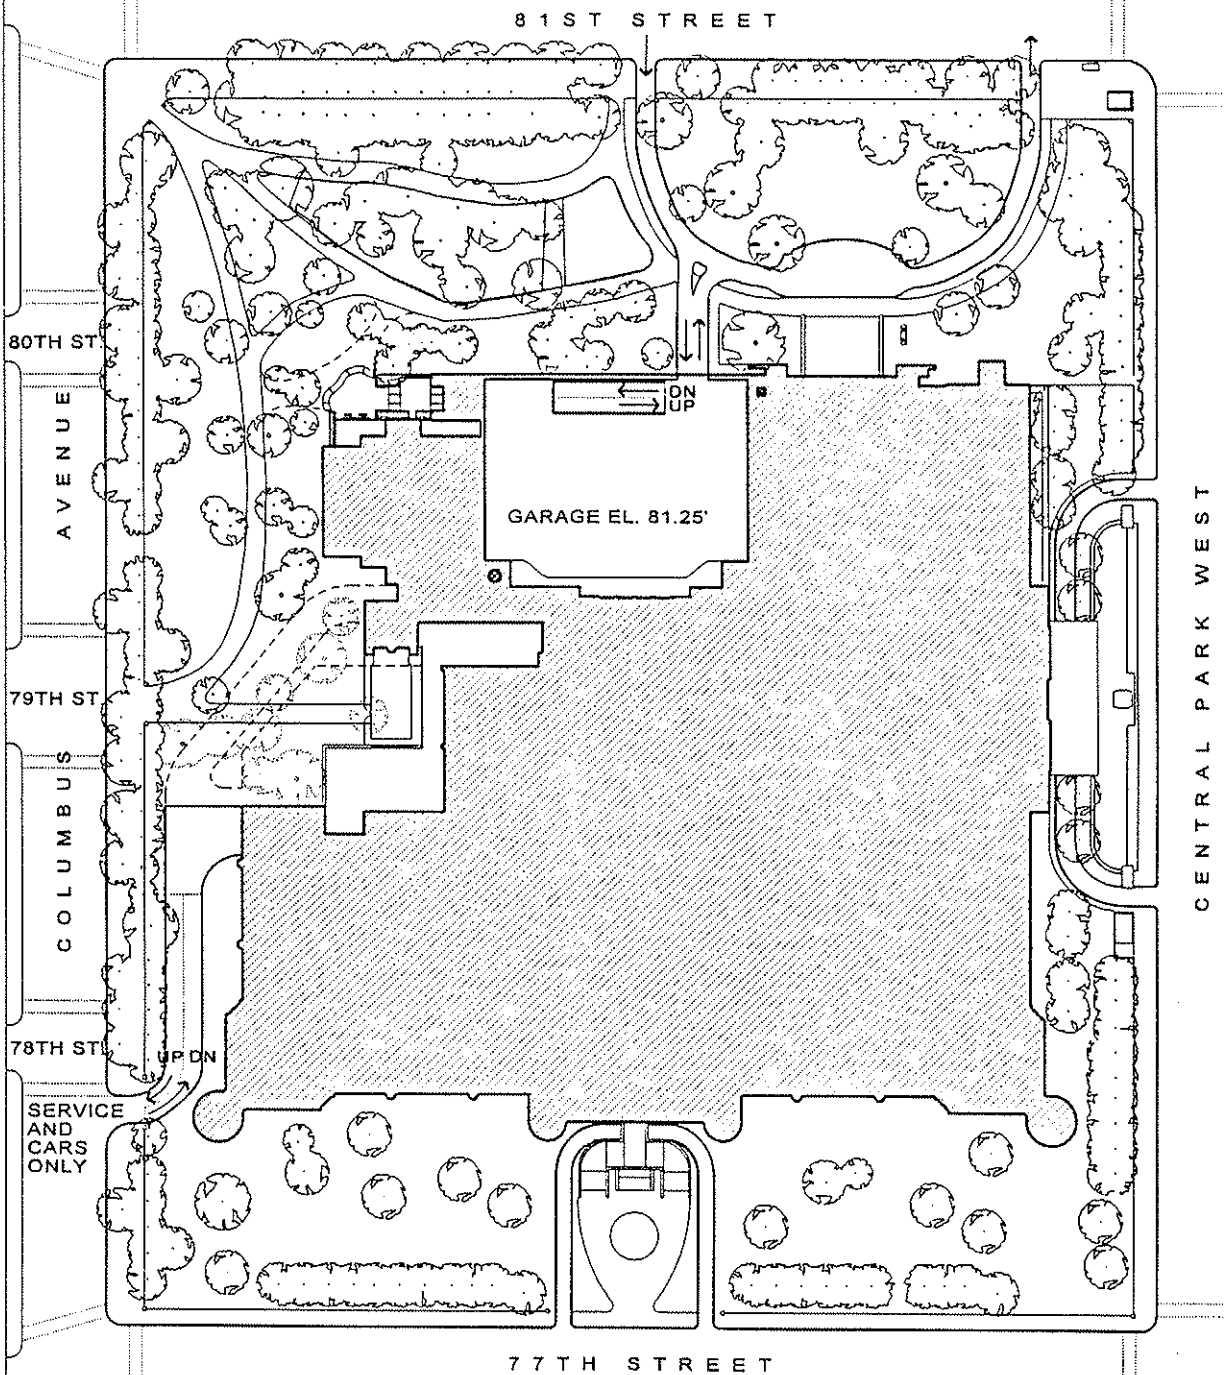 81ST STREET
80TH ST.
AVENUE
DN
UP
GARAGE EL. 81.25'
CENTRAL PARK WEST
79TH ST.
COLUMBUS
78TH ST.
UP DN
SERVICE
AND
CARS
ONLY
77TH STREET